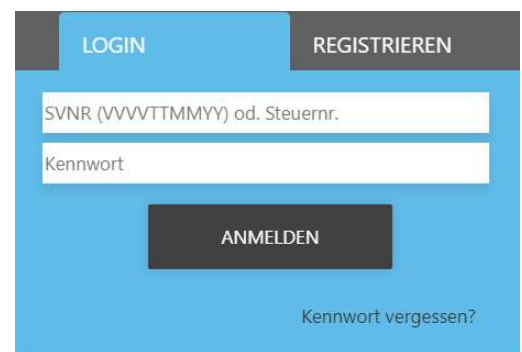 LOGIN REGISTRIEREN
SVNR (VVVVTTMMYY) od. Steuernr.
Kennwort
ANMELDEN
Kennwort vergessen?